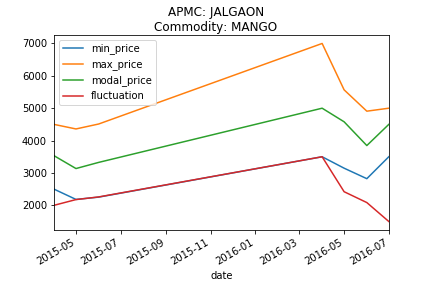 APMC: JALGAON
Commodity: MANGO
7000
6000
5000
4000
3000
2000
min_price
max_price
modal_price
fluctuation
2015-05
2015-07
2015-09
2015-11
2016-01
2016-03
2016-05
2016-07
date